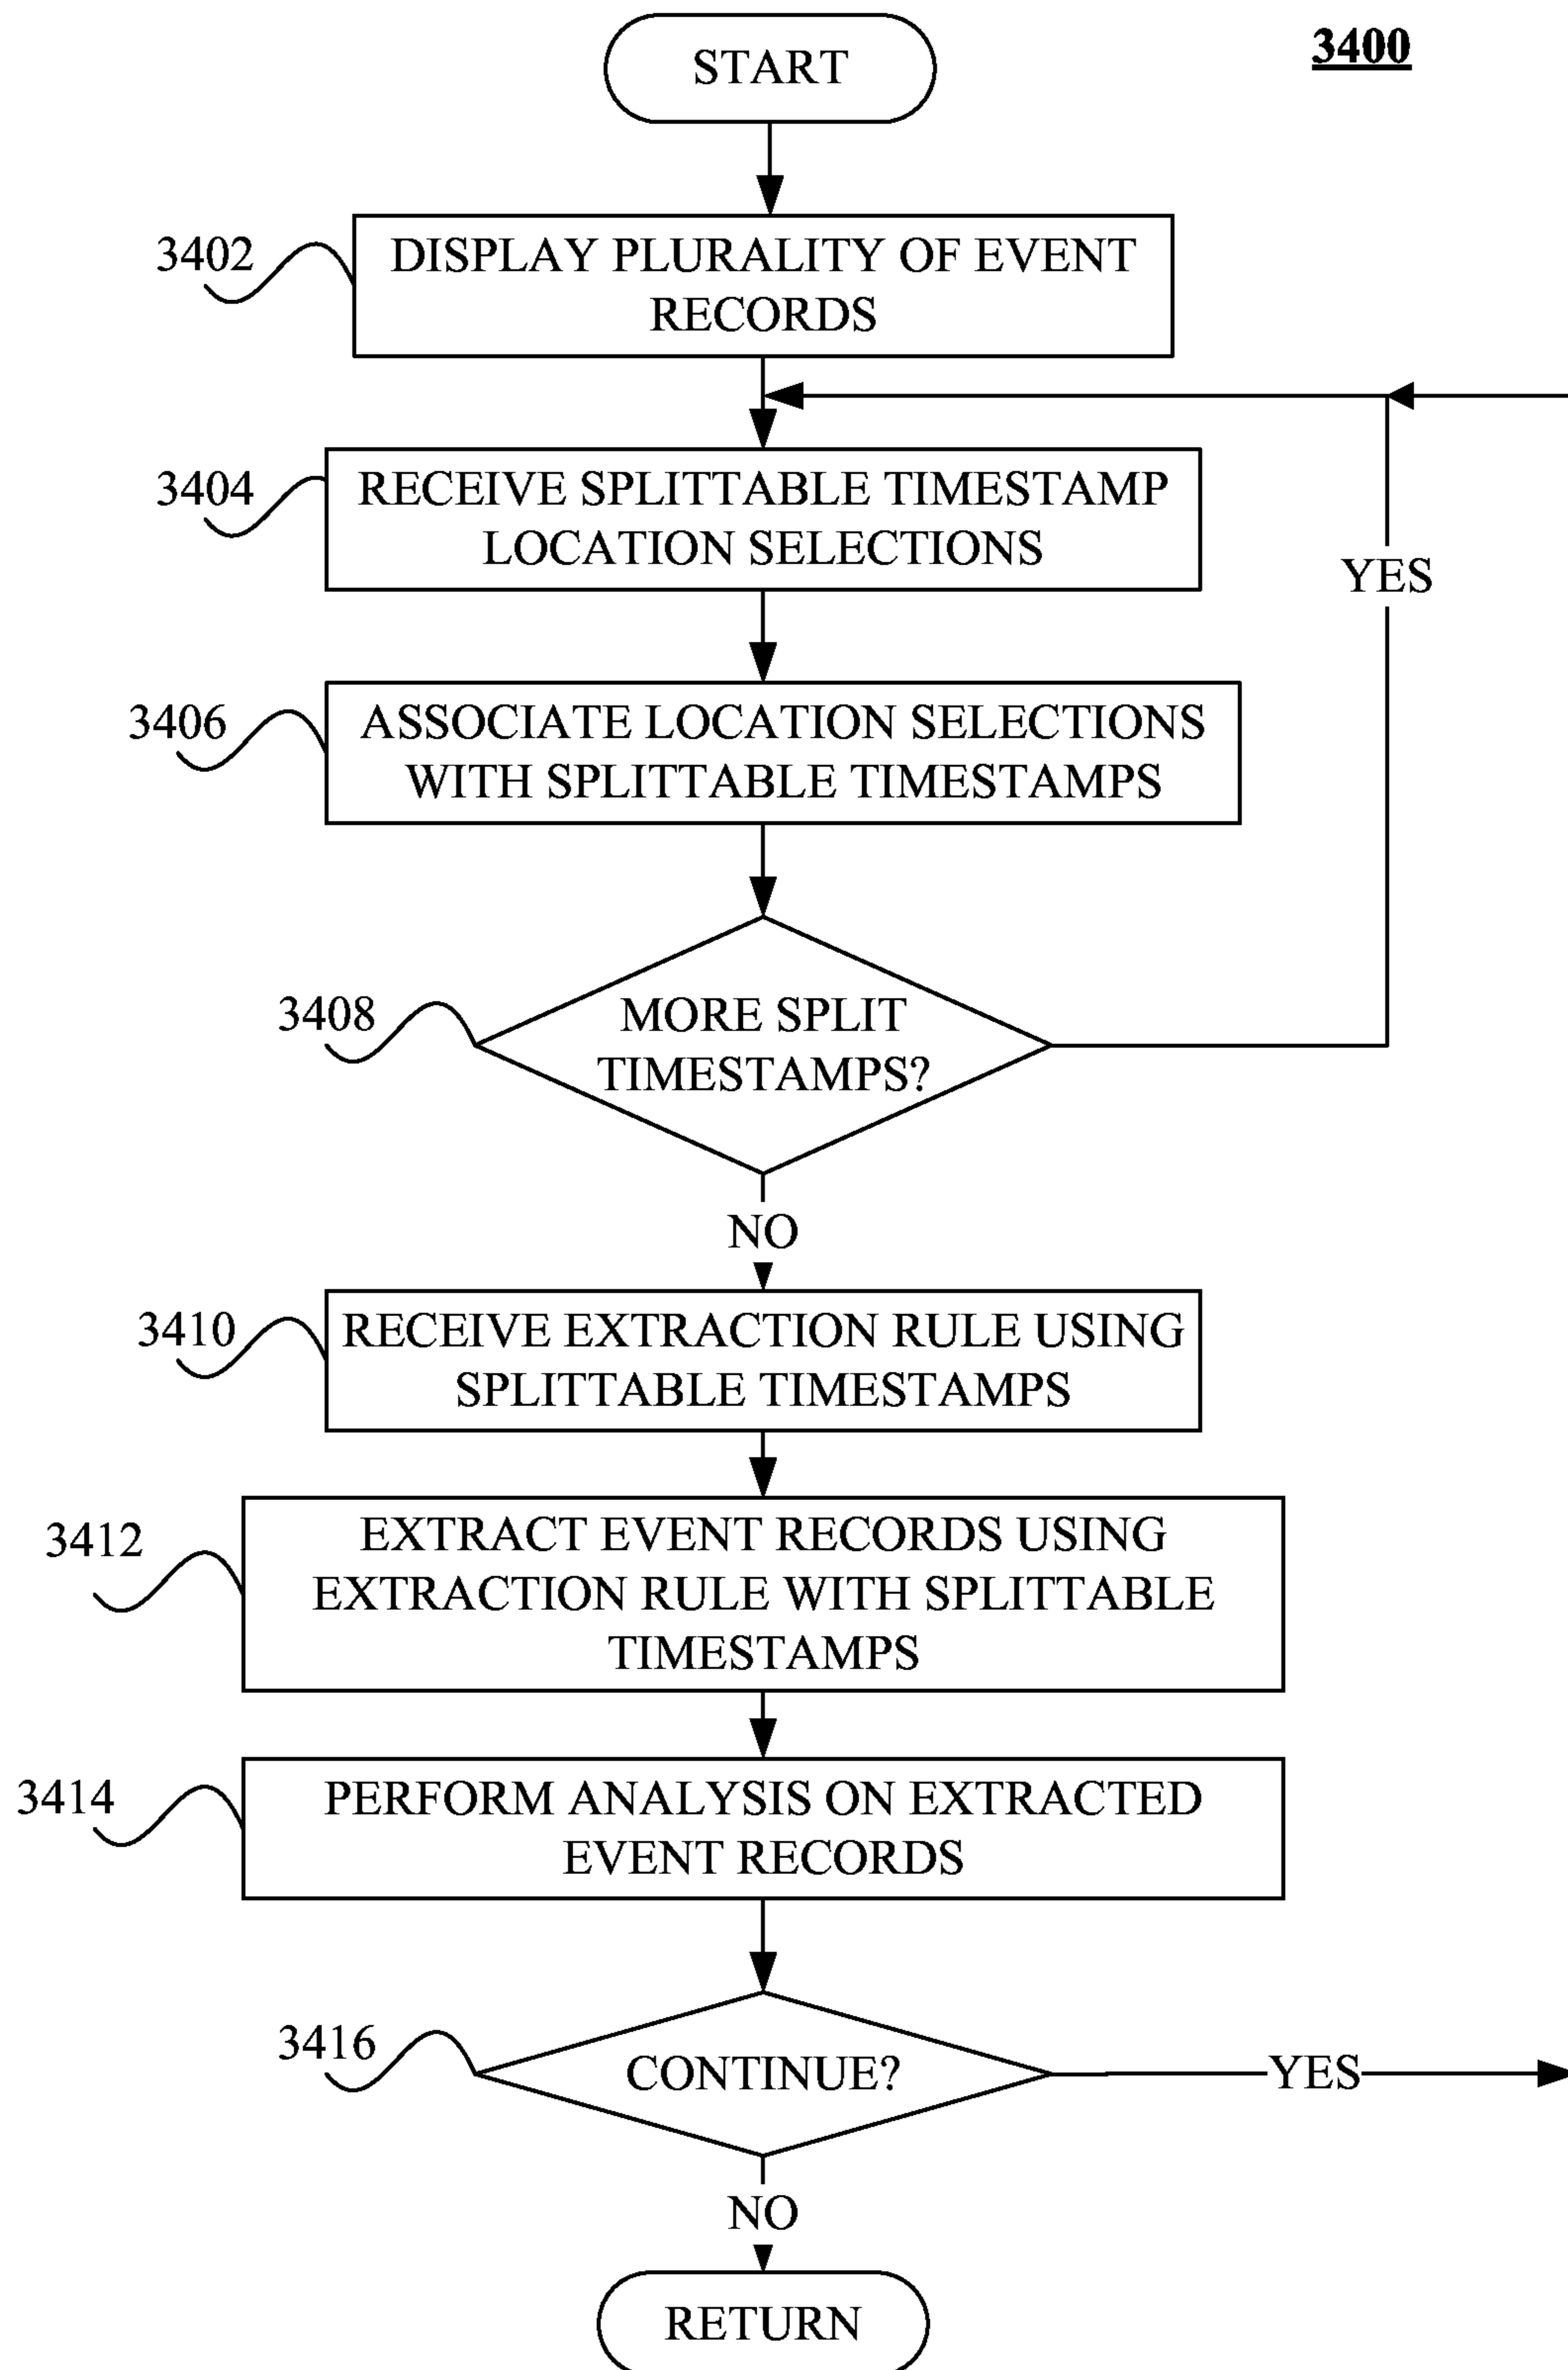 START
3400
3402
DISPLAY PLURALITY OF EVENT
RECORDS
3404
RECEIVE SPLITTABLE TIMESTAMP
LOCATION SELECTIONS
YES
3406
ASSOCIATE LOCATION SELECTIONS
WITH SPLITTABLE TIMESTAMPS
3408
MORE SPLIT
TIMESTAMPS?
NO
3410
RECEIVE EXTRACTION RULE USING
SPLITTABLE TIMESTAMPS
3412
EXTRACT EVENT RECORDS USING
EXTRACTION RULE WITH SPLITTABLE
TIMESTAMPS
3414
PERFORM ANALYSIS ON EXTRACTED
EVENT RECORDS
3416
CONTINUE?
YES
NO
RETURN